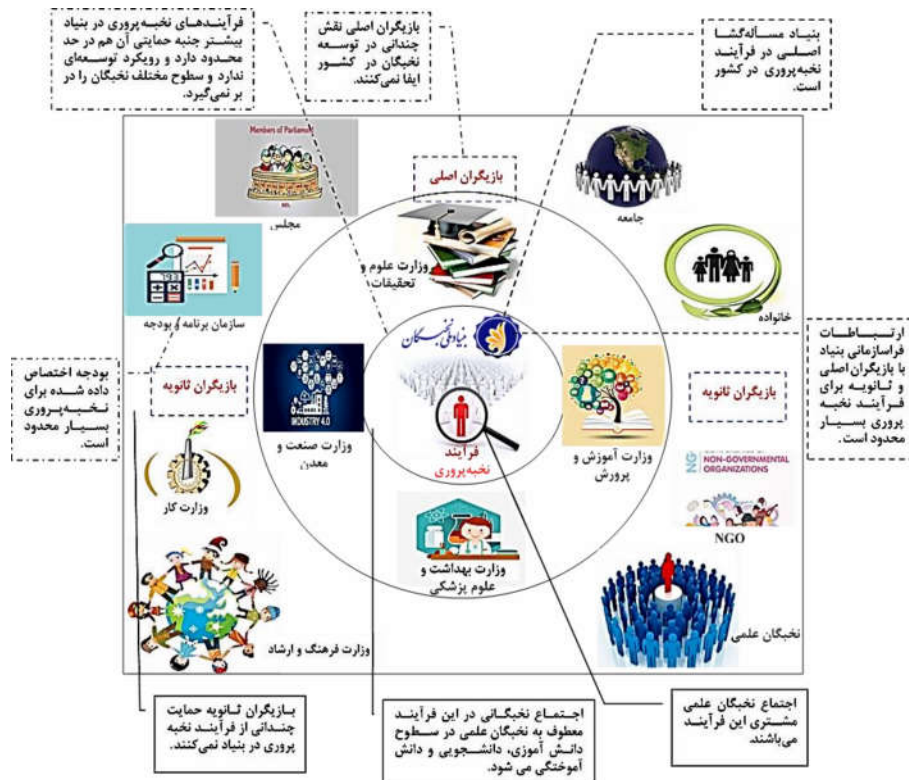 فرآیندهای نخبه‌پروری در بنیاد
بیشتر جنبه حمایتی آن هم در حد
محدود دارد و رویکرد توسعه‌ای
ندارد و سطوح مختلف نخبگان را در
بر نمی‌گیرد.
بازیگران اصلی نقش
چندانی در توسعه
نخبگان در کشور
ایفا نمی‌کنند.
بنیاد مسأله‌گشا
اصلی در فرآیند
نخبه‌پروری در کشور
است.
Members of Parliament
مجلس
بازیگران اصلی
جامعه
وزارت علوم و
تحقیقات
سازمان برنامه و بودجه
خانواده
بنیاد ملی نخبگان
ارتباطات
فراسازمانی بنیاد
با بازیگران اصلی
و ثانویه برای
فرآیند نخبه
پروری بسیار
محدود است.
بودجه اختصاص
داده شده برای
نخبه‌پروری
بسیار محدود
است.
بازیگران ثانویه
بازیگران ثانویه
INDUSTRY 4.0
وزارت صنعت و
معدن
فرآیند
نخبه‌پروری
وزارت آموزش و
پرورش
NON-GOVERNMENTAL
ORGANIZATIONS
NGO
وزارت کار
وزارت بهداشت و
علوم پزشکی
نخبگان علمی
وزارت فرهنگ و ارشاد
بازیگران ثانویه حمایت
چندانی از فرآیند نخبه
پروری در بنیاد نمی‌کنند.
اجتماع نخبگانی در این فرآیند
معطوف به نخبگان علمی در سطوح
دانش آموزی، دانشجویی و دانش
آموختگی می شود.
اجتماع نخبگان علمی
مشتری این فرآیند
می‌باشند.